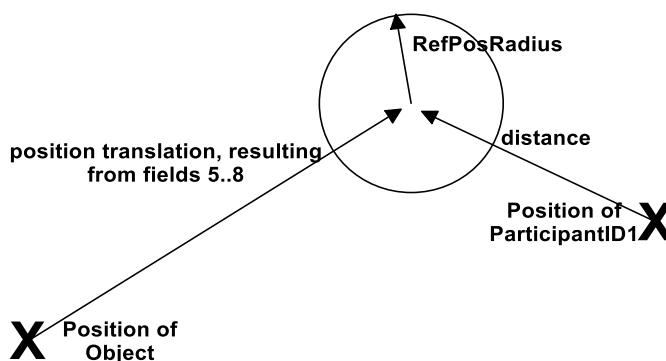 RefPosRadius
distance
position translation, resulting
from fields 5..8
Position of
ParticipantID1
X
X
Position of
Object